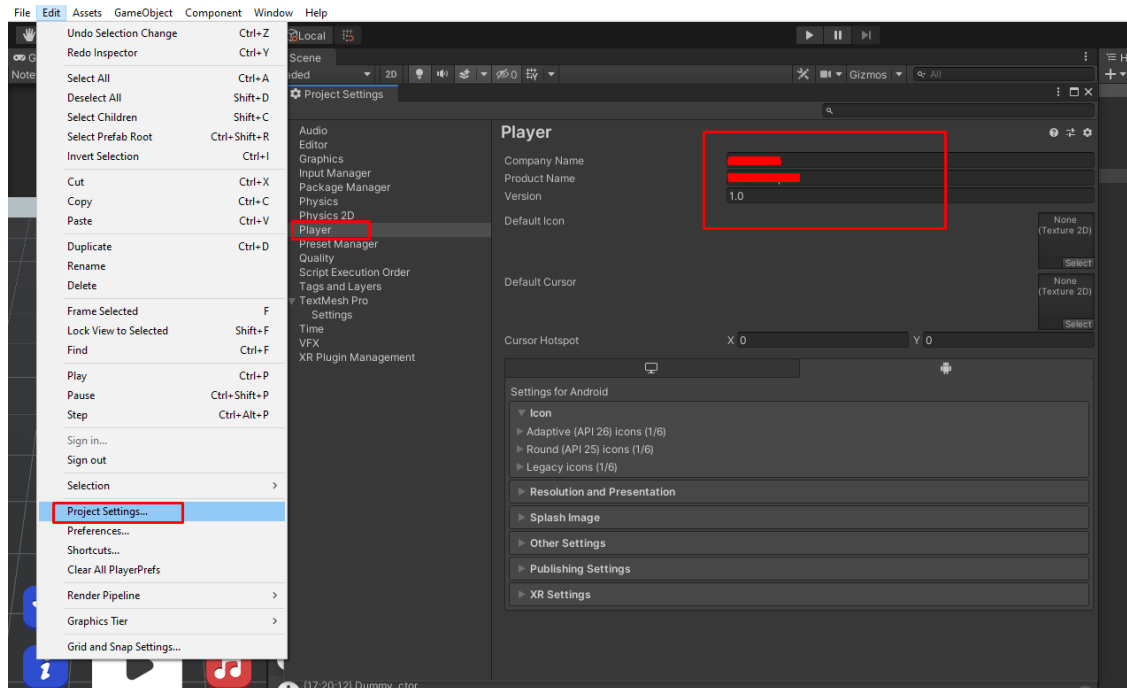 File Edit Assets GameObject Component Window Help
Undo Selection Change Ctrl+Z
Redo Inspector Ctrl+Y
Select All Ctrl+A
Deselect All Shift+D
Select Children Shift+C
Select Prefab Root Ctrl+Shift+R
Invert Selection Ctrl+I
Cut Ctrl+X
Copy Ctrl+C
Paste Ctrl+V
Duplicate Ctrl+D
Rename
Delete
Frame Selected F
Lock View to Selected Shift+F
Find Ctrl+F
Play Ctrl+P
Pause Ctrl+Shift+P
Step Ctrl+Alt+P
Sign in...
Sign out
Selection
Project Settings...
Preferences...
Shortcuts...
Clear All PlayerPrefs
Render Pipeline
Graphics Tier
Grid and Snap Settings...
Local
Scene
2D 0 Gizmos All
Project Settings
Audio
Editor
Graphics
Input Manager
Package Manager
Physics
Physics 2D
Player
Preset Manager
Quality
Script Execution Order
Tags and Layers
TextMesh Pro
Settings
Time
VFX
XR Plugin Management
Player
Company Name
Product Name
Version 1.0
Default Icon
None
(Texture 2D)
Select
Default Cursor
None
(Texture 2D)
Select
Cursor Hotspot X 0 Y 0
Settings for Android
Icon
Adaptive (API 26) icons (1/6)
Round (API 25) icons (1/6)
Legacy icons (1/6)
Resolution and Presentation
Splash Image
Other Settings
Publishing Settings
XR Settings
[17:20:12] Dummy .ctor